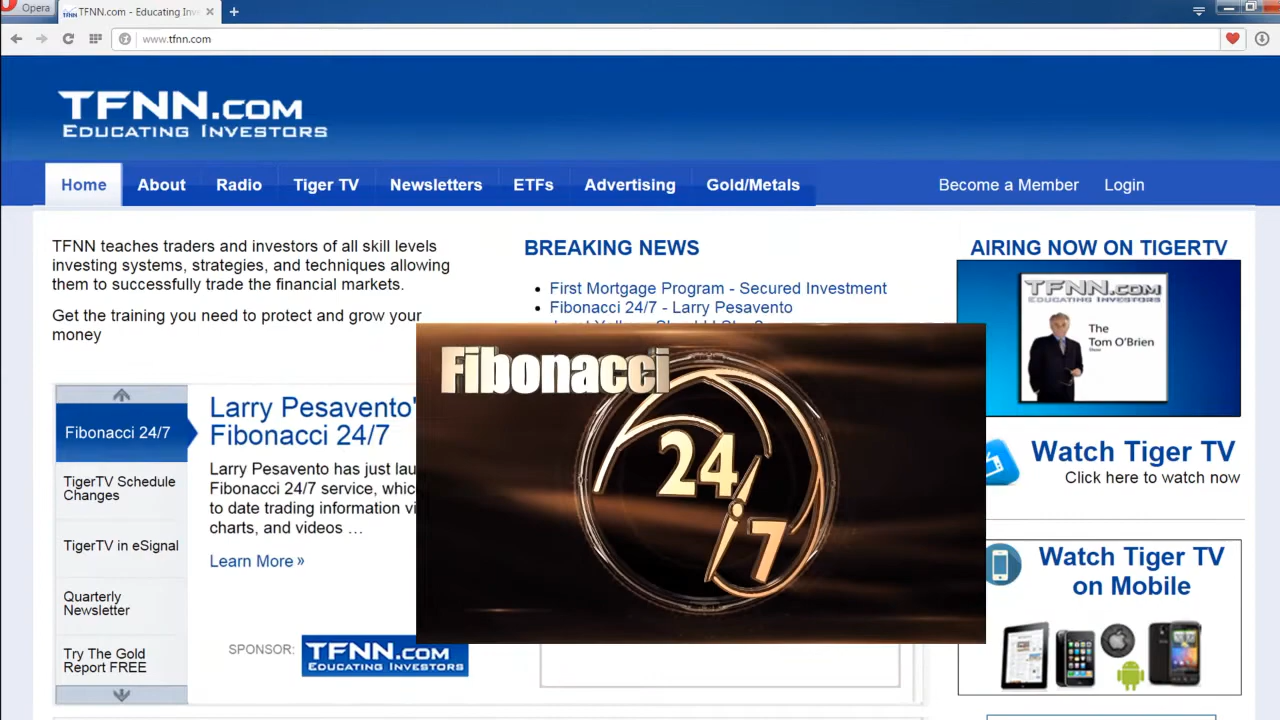 Opera
TFNN.com - Educating Inv
www.tfnn.com
TFNN.COM
EDUCATING INVESTORS
Home
About
Radio
Tiger TV
Newsletters
ETFs
Advertising
Gold/Metals
Become a Member
Login
TFNN teaches traders and investors of all skill levels
investing systems, strategies, and techniques allowing
them to successfully trade the financial markets.
Get the training you need to protect and grow your
money
BREAKING NEWS
First Mortgage Program - Secured Investment
Fibonacci 24/7 - Larry Pesavento
AIRING NOW ON TIGERTV
TFNN.COM
EDUCATING INVESTORS
The
Tom O'Brien
Show
Fibonacci 24/7
TigerTV Schedule
Changes
TigerTV in eSignal
Quarterly
Newsletter
Try The Gold
Report FREE
Larry Pesavento'
Fibonacci 24/7
Larry Pesavento has just lau
Fibonacci 24/7 service, whic
to date trading information vi
charts, and videos …
Learn More »
SPONSOR:
TFNN.COM
EDUCATING INVESTORS
Fibonacci
24
7
Watch Tiger TV
Click here to watch now
Watch Tiger TV
on Mobile